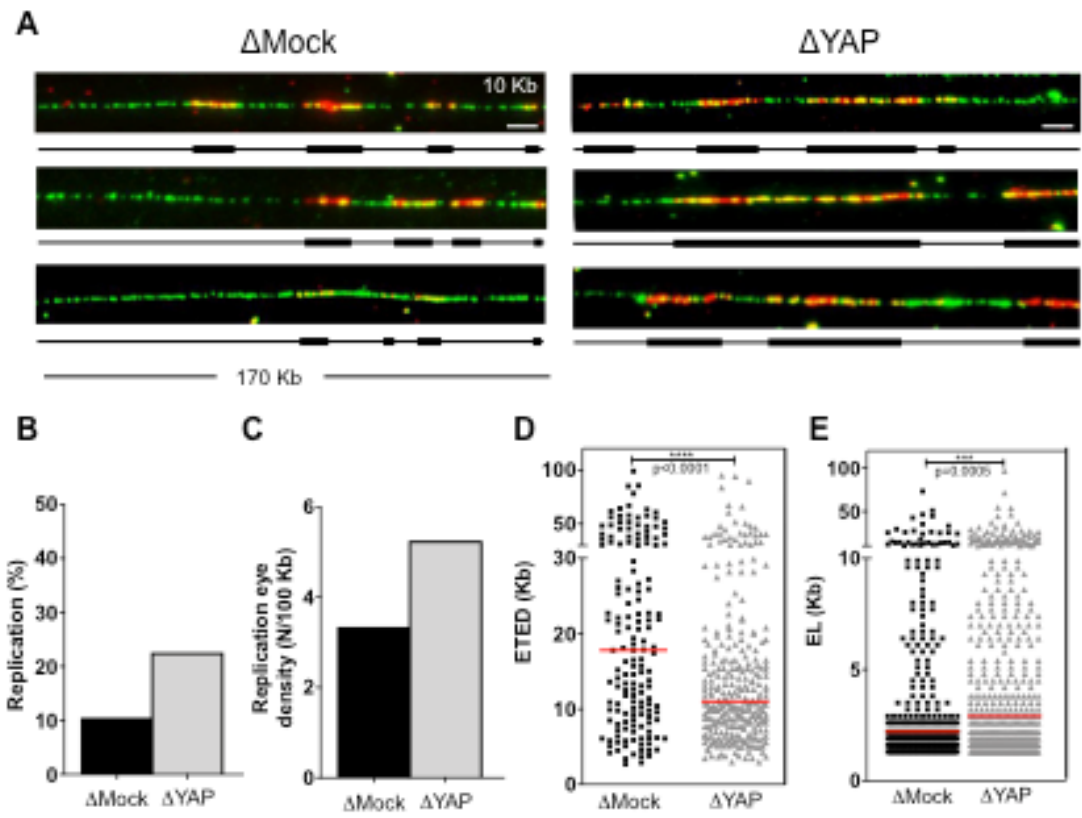 A
ΔMock
ΔYAP
10 Kb
170 Kb
B
C
D
E
Replication (%)
50
40
30
20
10
0
ΔMock
ΔYAP
Replication eye
density (N/100 Kb)
6
4
2
0
ΔMock
ΔYAP
ETED (Kb)
100
50
30
20
10
0
****
p<0.0001
ΔMock
ΔYAP
EL (Kb)
100
50
10
5
0
***
p=0.0005
ΔMock
ΔYAP